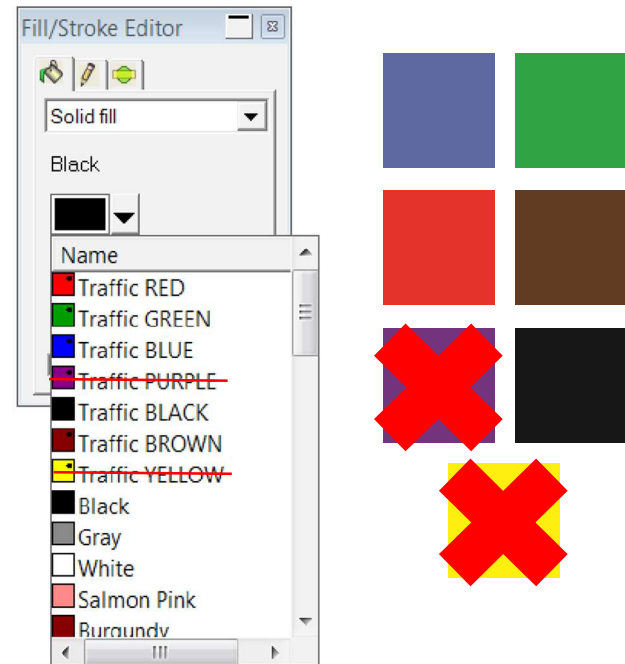 Fill/Stroke Editor
Solid fill
Black
Name
Traffic RED
Traffic GREEN
Traffic BLUE
Traffic PURPLE
Traffic BLACK
Traffic BROWN
Traffic YELLOW
Black
Gray
White
Salmon Pink
Burgundy